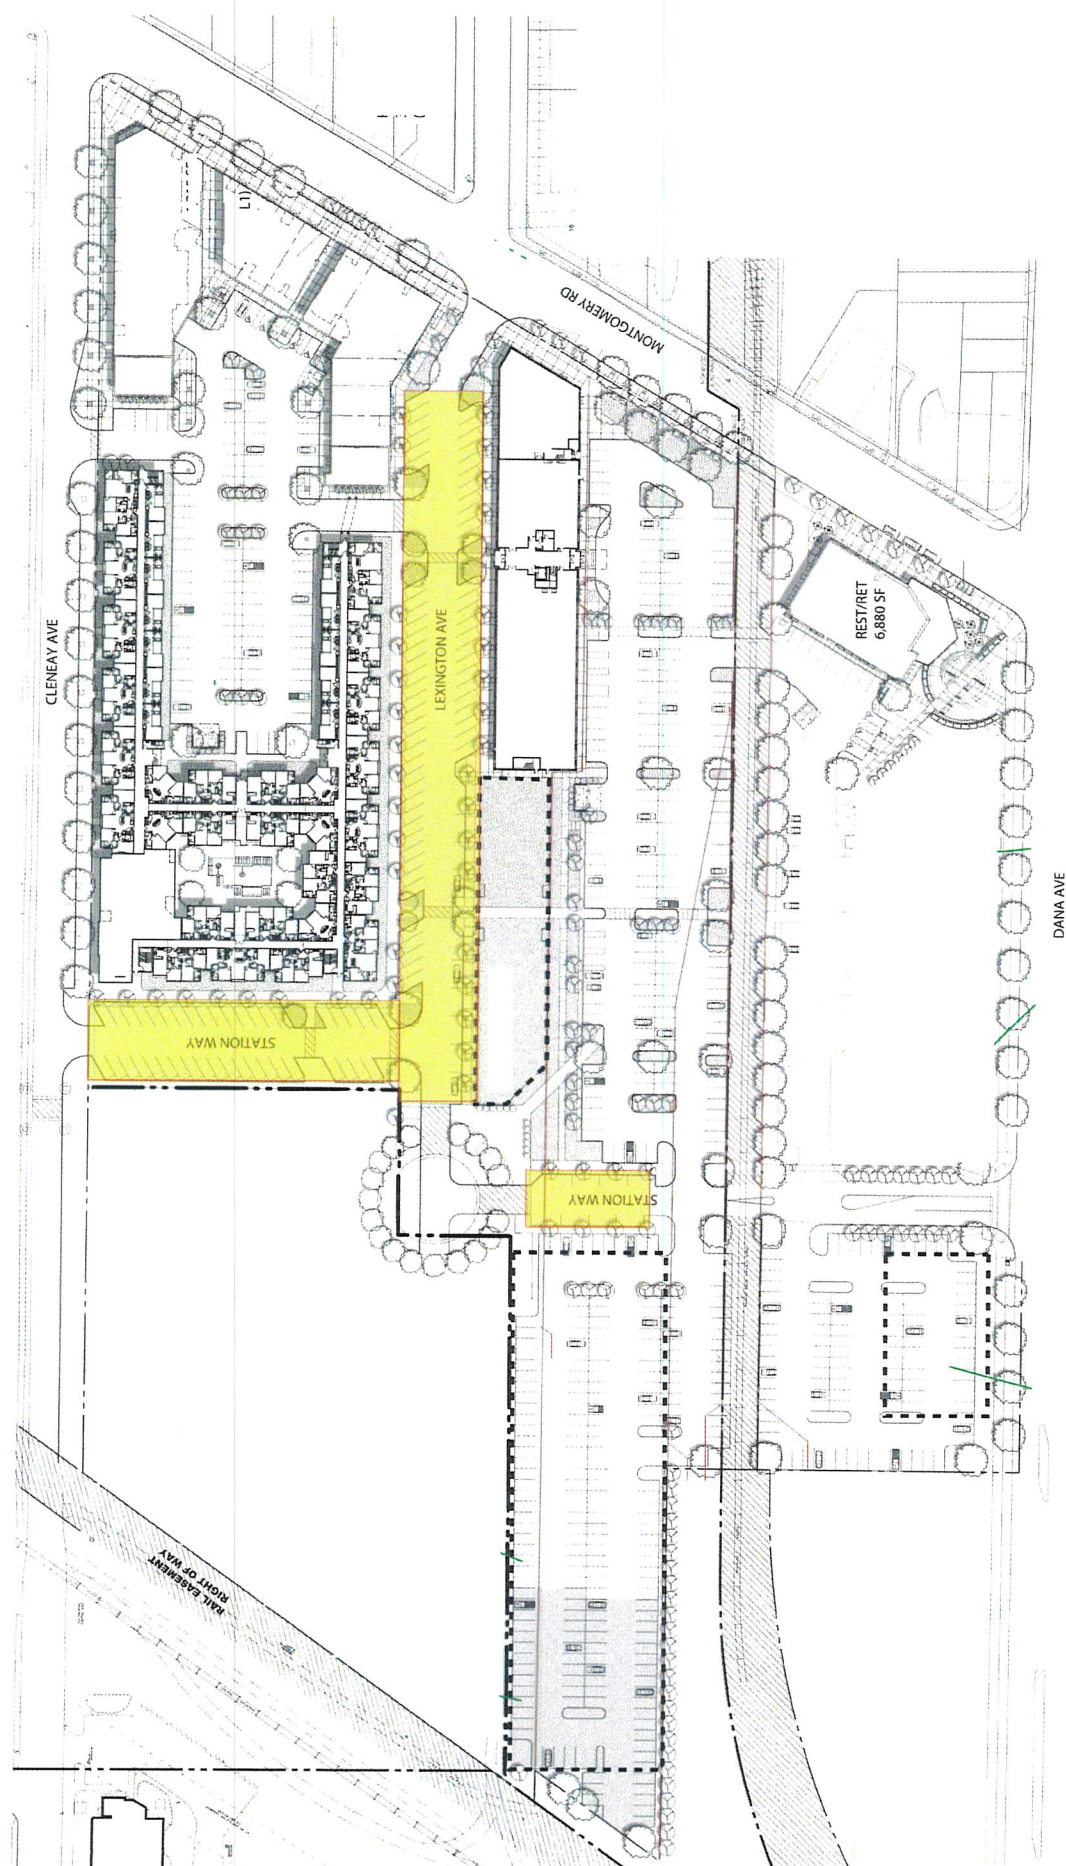 L1)
MONTGOMERY RD
CLENEAY AVE
LEXINGTON AVE
REST/RET
6,880 SF
DANA AVE
STATION WAY
STATION WAY
RAIL EASEMENT
RIGHT OF WAY